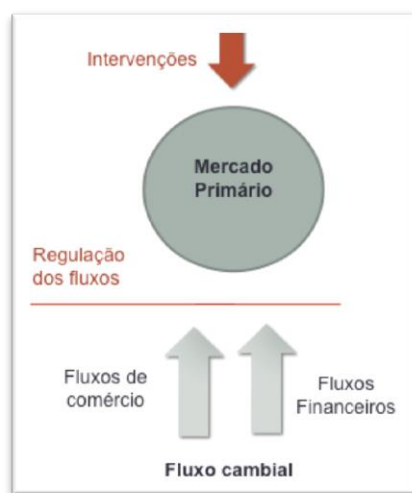 Intervenções
Mercado
Primário
Regulação
dos fluxos
Fluxos de
comércio
Fluxos
Financeiros
Fluxo cambial